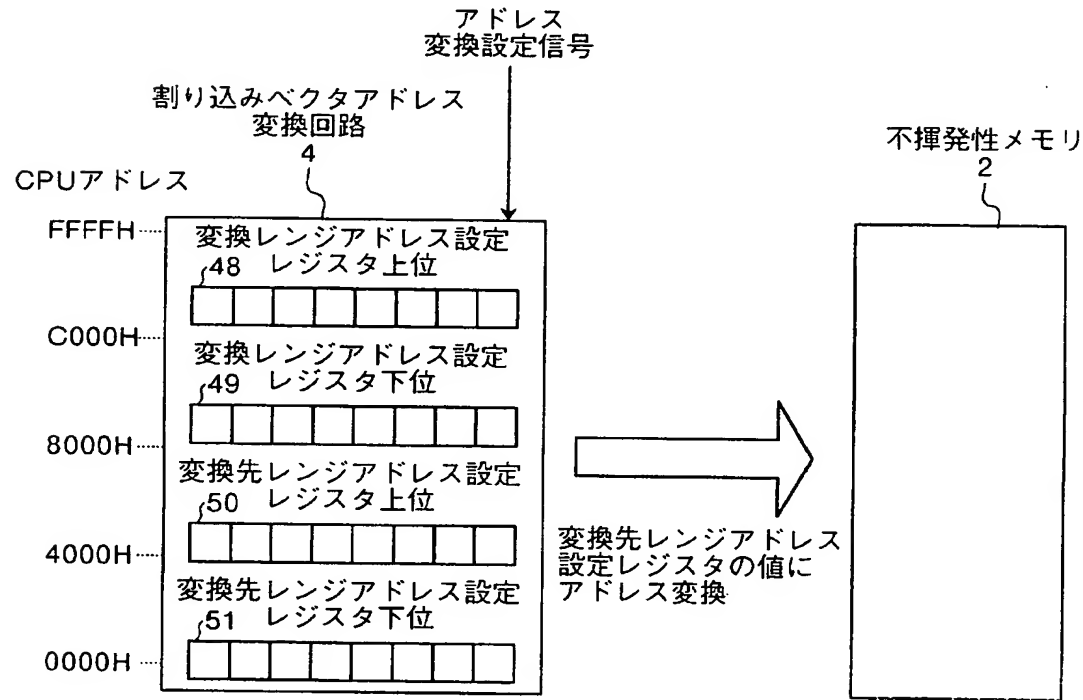 アドレス
変換設定信号
割り込みベクタアドレス
変換回路
4
不揮発性メモリ
2
CPUアドレス
FFFFH
変換レンジアドレス設定
48 レジスタ上位
C000H
変換レンジアドレス設定
49 レジスタ下位
8000H
変換先レンジアドレス設定
50 レジスタ上位
4000H
変換先レンジアドレス設定
51 レジスタ下位
0000H
変換先レンジアドレス
設定レジスタの値に
アドレス変換